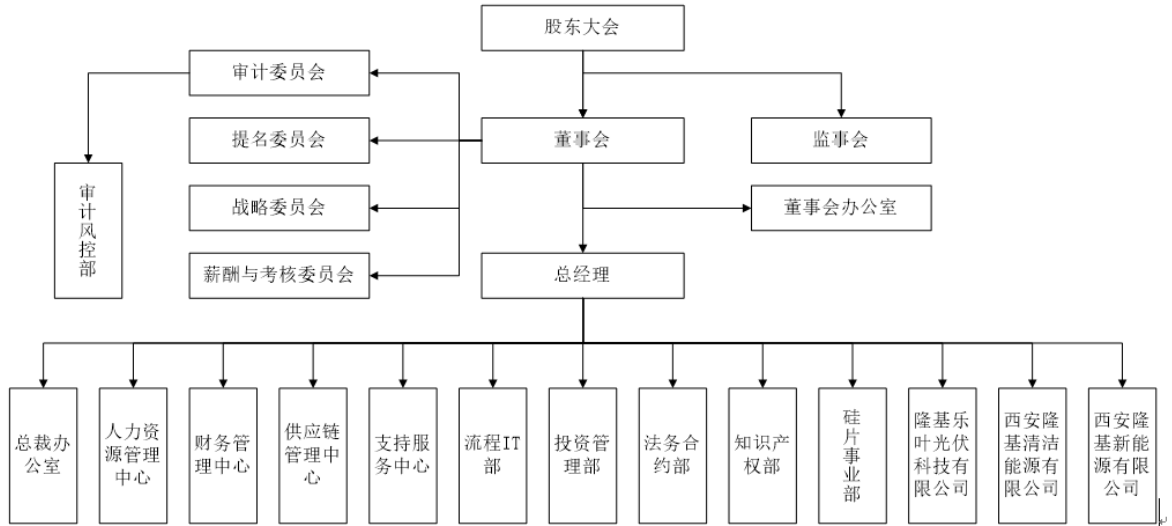 股东大会
审计委员会
提名委员会
董事会
监事会
审计风控部
战略委员会
董事会办公室
薪酬与考核委员会
总经理
总裁办
公室
人力资
源管理
中心
财务管
理中心
供应链
管理中
心
支持服
务中心
流程IT
部
投资管
理部
法务合
约部
知识产
权部
硅片事业部
隆基乐
叶光伏
科技有
限公司
西安隆
基清洁
能源有
限公司
西安隆
基新能
源有限
公司